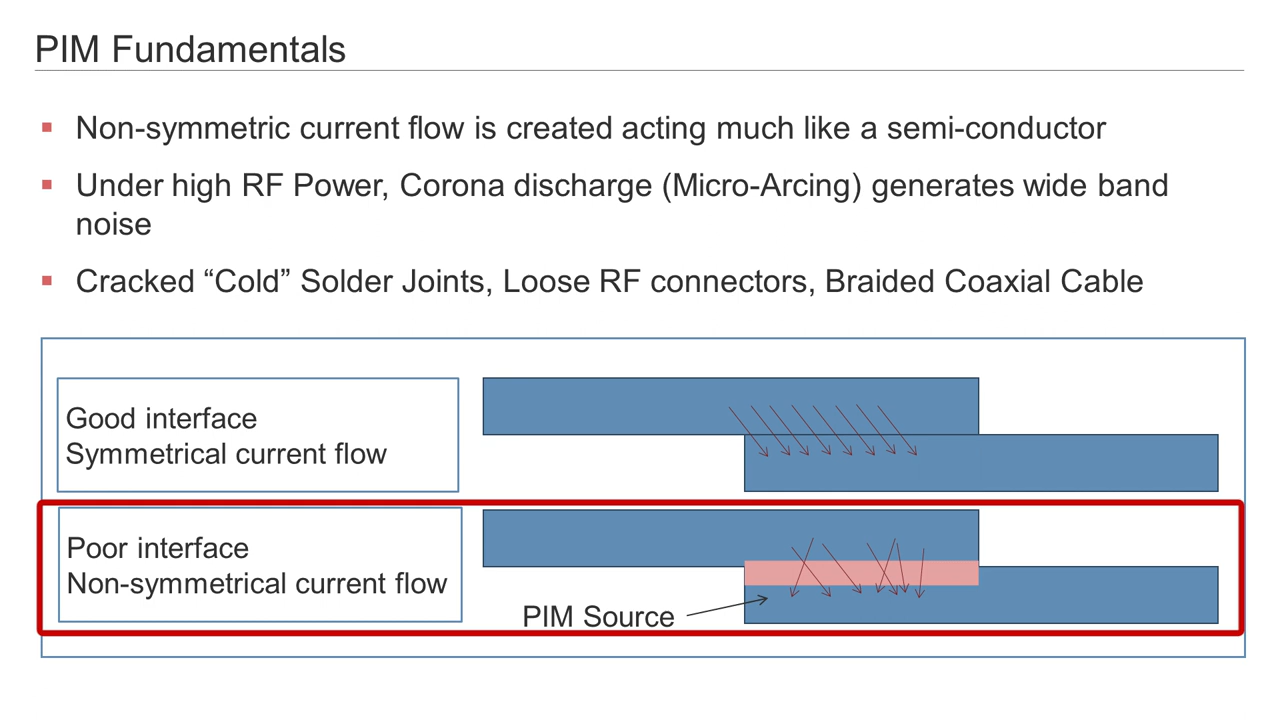 PIM Fundamentals
Non-symmetric current flow is created acting much like a semi-conductor
Under high RF Power, Corona discharge (Micro-Arcing) generates wide band
noise
Cracked “Cold” Solder Joints, Loose RF connectors, Braided Coaxial Cable
Good interface
Symmetrical current flow
Poor interface
Non-symmetrical current flow
PIM Source